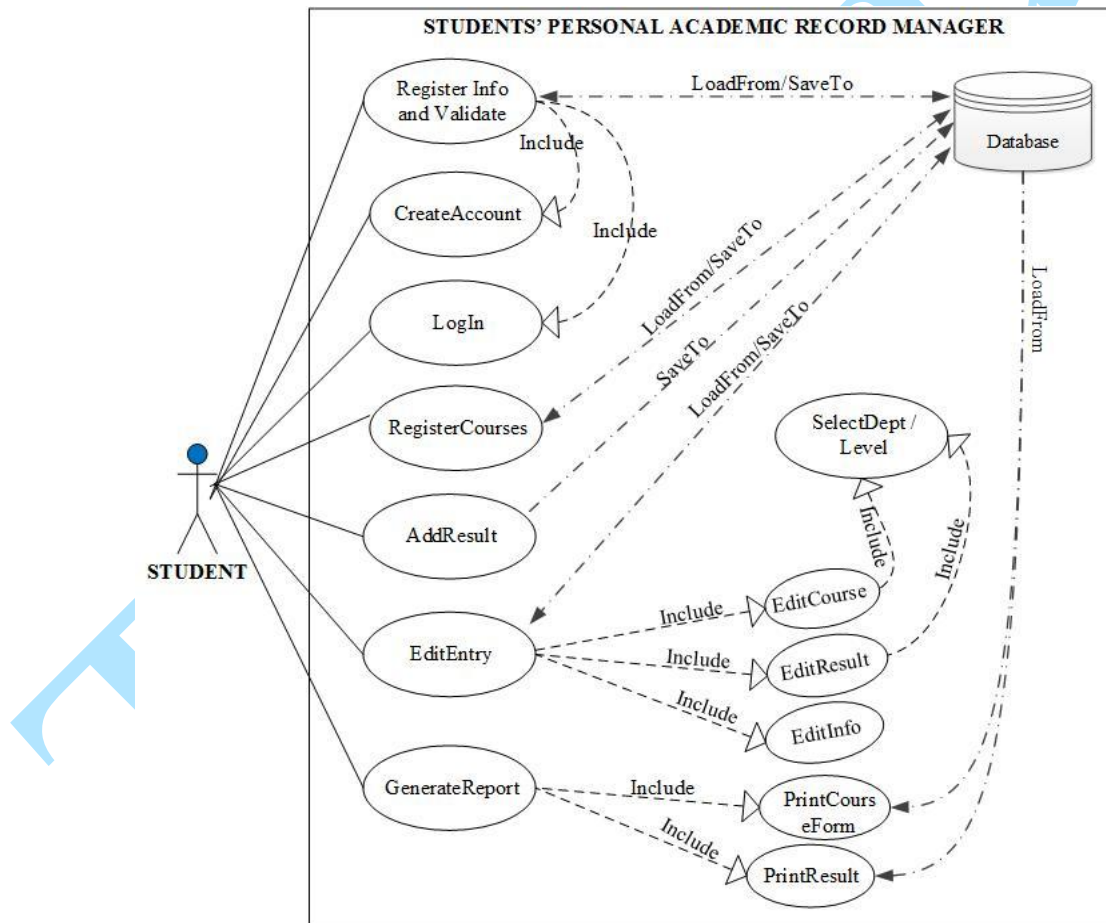 STUDENTS' PERSONAL ACADEMIC RECORD MANAGER
Register Info
and Validate
LoadFrom/SaveTo
Database
Include
CreateAccount
Include
LogIn
LoadFrom/SaveTo
SaveTo
LoadFrom/SaveTo
LoadFrom
RegisterCourses
SelectDept /
Level
STUDENT
AddResult
Include
Include
EditEntry
Include
EditCourse
Include
EditResult
Include
EditInfo
GenerateReport
Include
PrintCours
eForm
Include
PrintResult